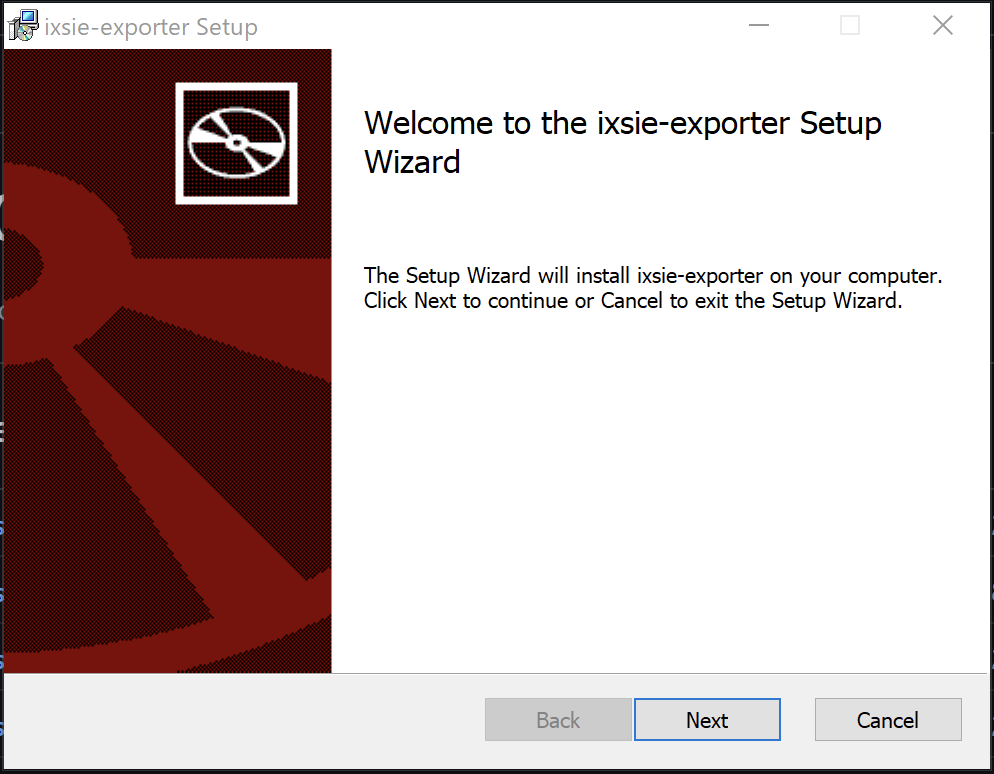 ixsie-exporter Setup
Welcome to the ixsie-exporter Setup
Wizard
The Setup Wizard will install ixsie-exporter on your computer.
Click Next to continue or Cancel to exit the Setup Wizard.
Back
Next
Cancel